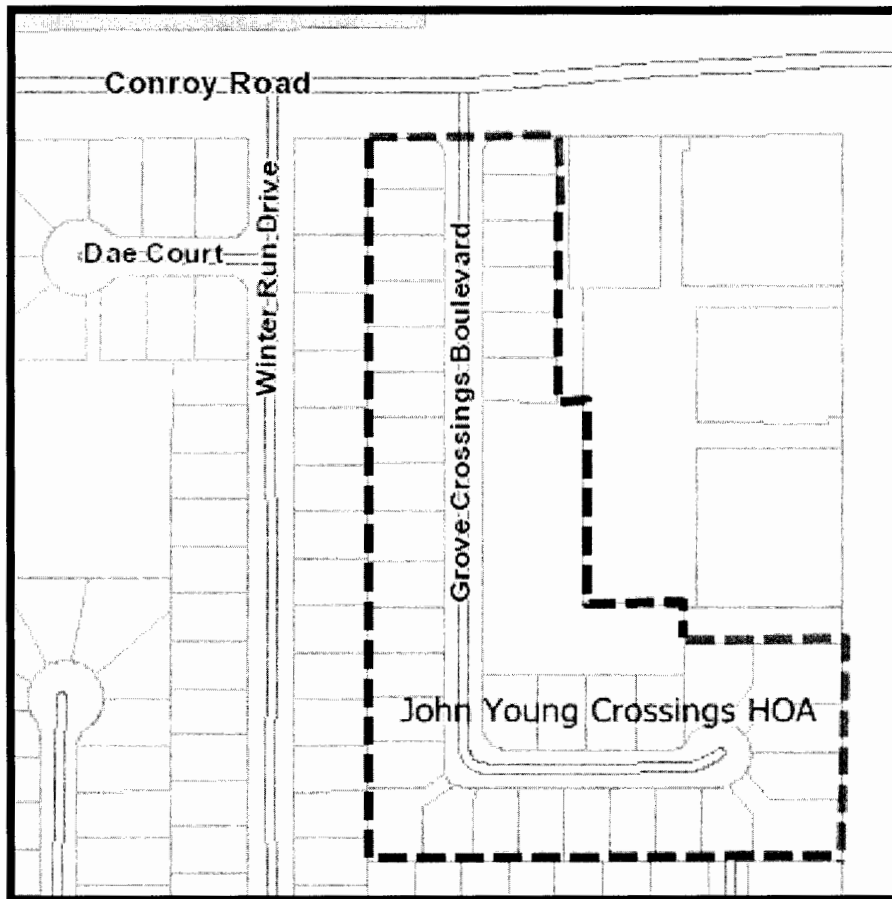 Conroy Road
Dae Court
Winter Run Drive
Grove Crossings Boulevard
John Young Crossings HOA